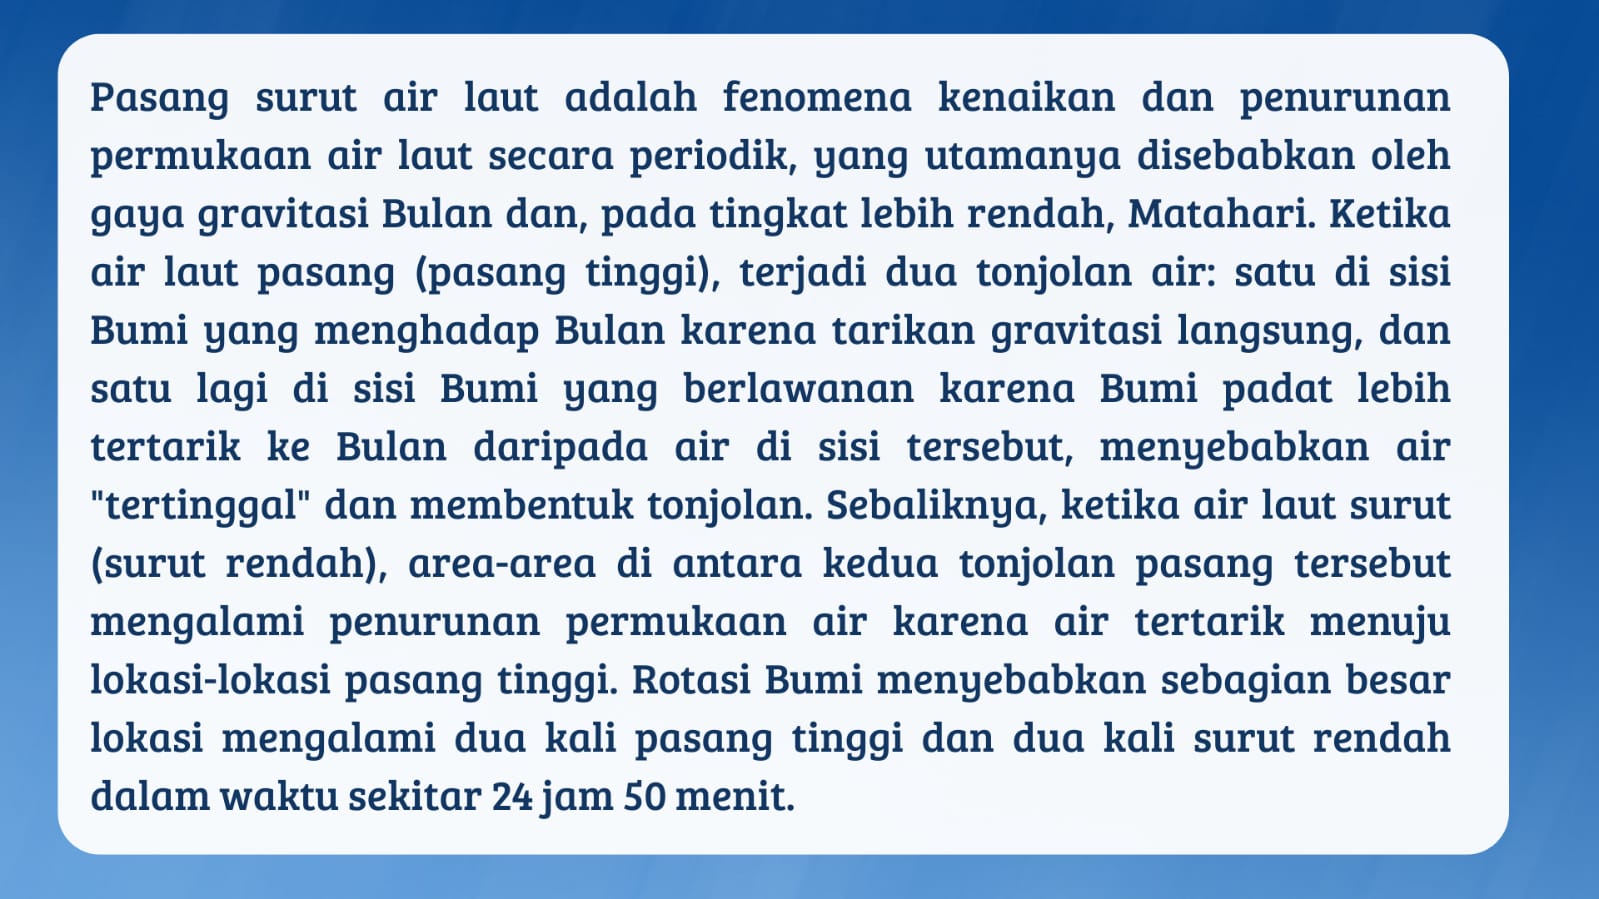 Pasang surut air laut adalah fenomena kenaikan dan penurunan
permukaan air laut secara periodik, yang utamanya disebabkan oleh
gaya gravitasi Bulan dan, pada tingkat lebih rendah, Matahari. Ketika
air laut pasang (pasang tinggi), terjadi dua tonjolan air: satu di sisi
Bumi yang menghadap Bulan karena tarikan gravitasi langsung, dan
satu lagi di sisi Bumi yang berlawanan karena Bumi padat lebih
tertarik ke Bulan daripada air di sisi tersebut, menyebabkan air
"tertinggal" dan membentuk tonjolan. Sebaliknya, ketika air laut surut
(surut rendah), area-area di antara kedua tonjolan pasang tersebut
mengalami penurunan permukaan air karena air tertarik menuju
lokasi-lokasi pasang tinggi. Rotasi Bumi menyebabkan sebagian besar
lokasi mengalami dua kali pasang tinggi dan dua kali surut rendah
dalam waktu sekitar 24 jam 50 menit.